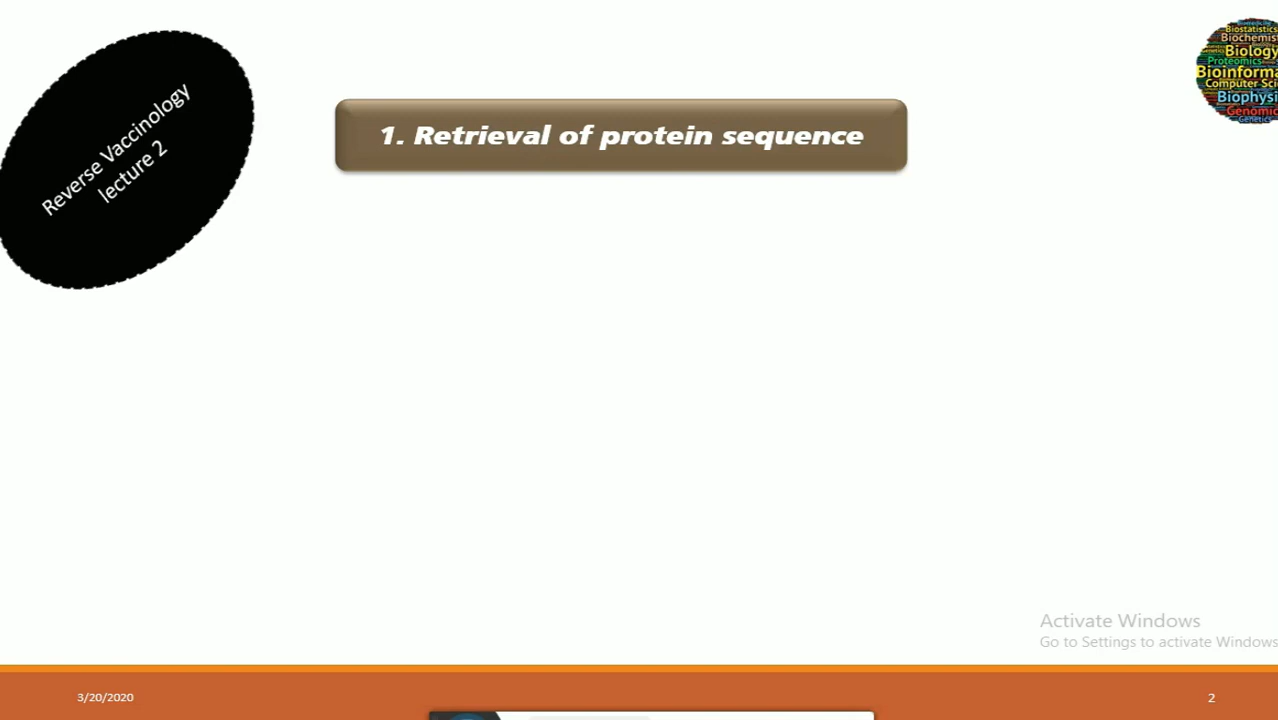 Reverse Vaccinology
lecture 2
1. Retrieval of protein sequence
Biostatistics
Biochemis
Biology
Proteomics
Bioinforma
Computer Sci
Biophysi
Genomic
Genetics
Activate Windows
Go to Settings to activate Windows
3/20/2020
2